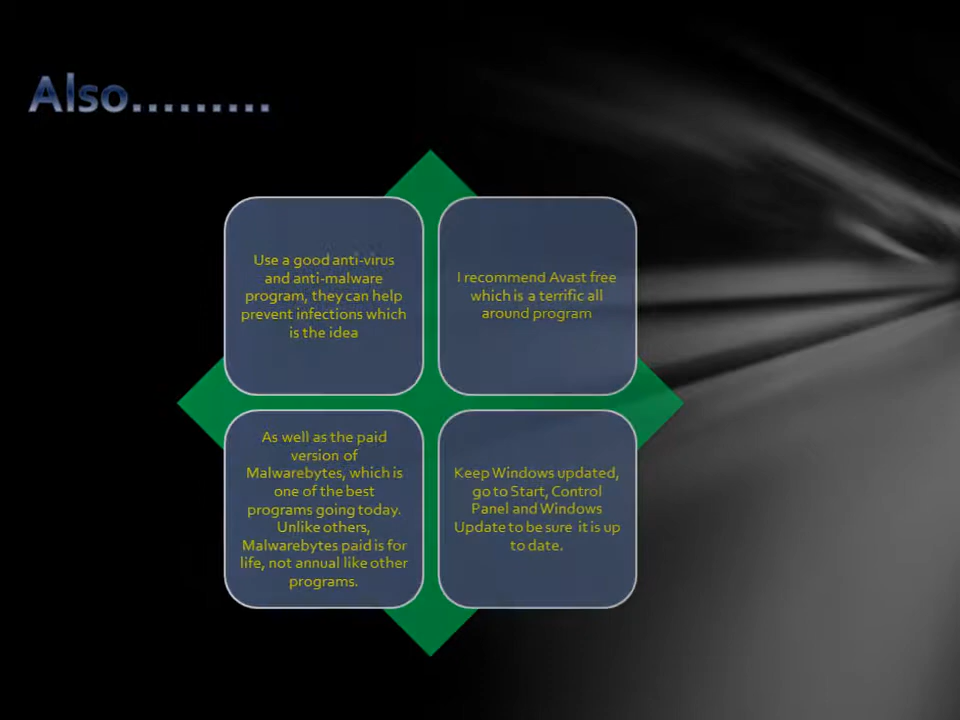 Also.........
Use a good anti-virus
and anti-malware
program, they can help
prevent infections which
is the idea
I recommend Avast free
which is a terrific all
around program
As well as the paid
version of
Malwarebytes, which is
one of the best
programs going today.
Unlike others,
Malwarebytes paid is for
life, not annual like other
programs.
Keep Windows updated,
go to Start, Control
Panel and Windows
Update to be sure it is up
to date.